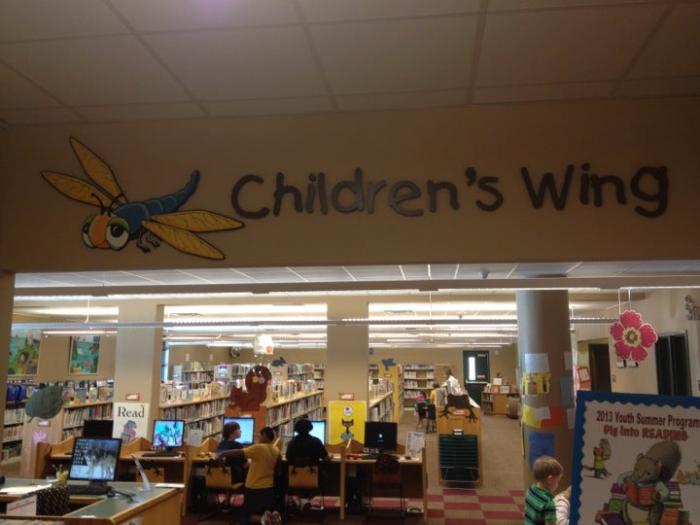 Children's Wing
Read
2013 Youth Summer Program
Dig Into READING